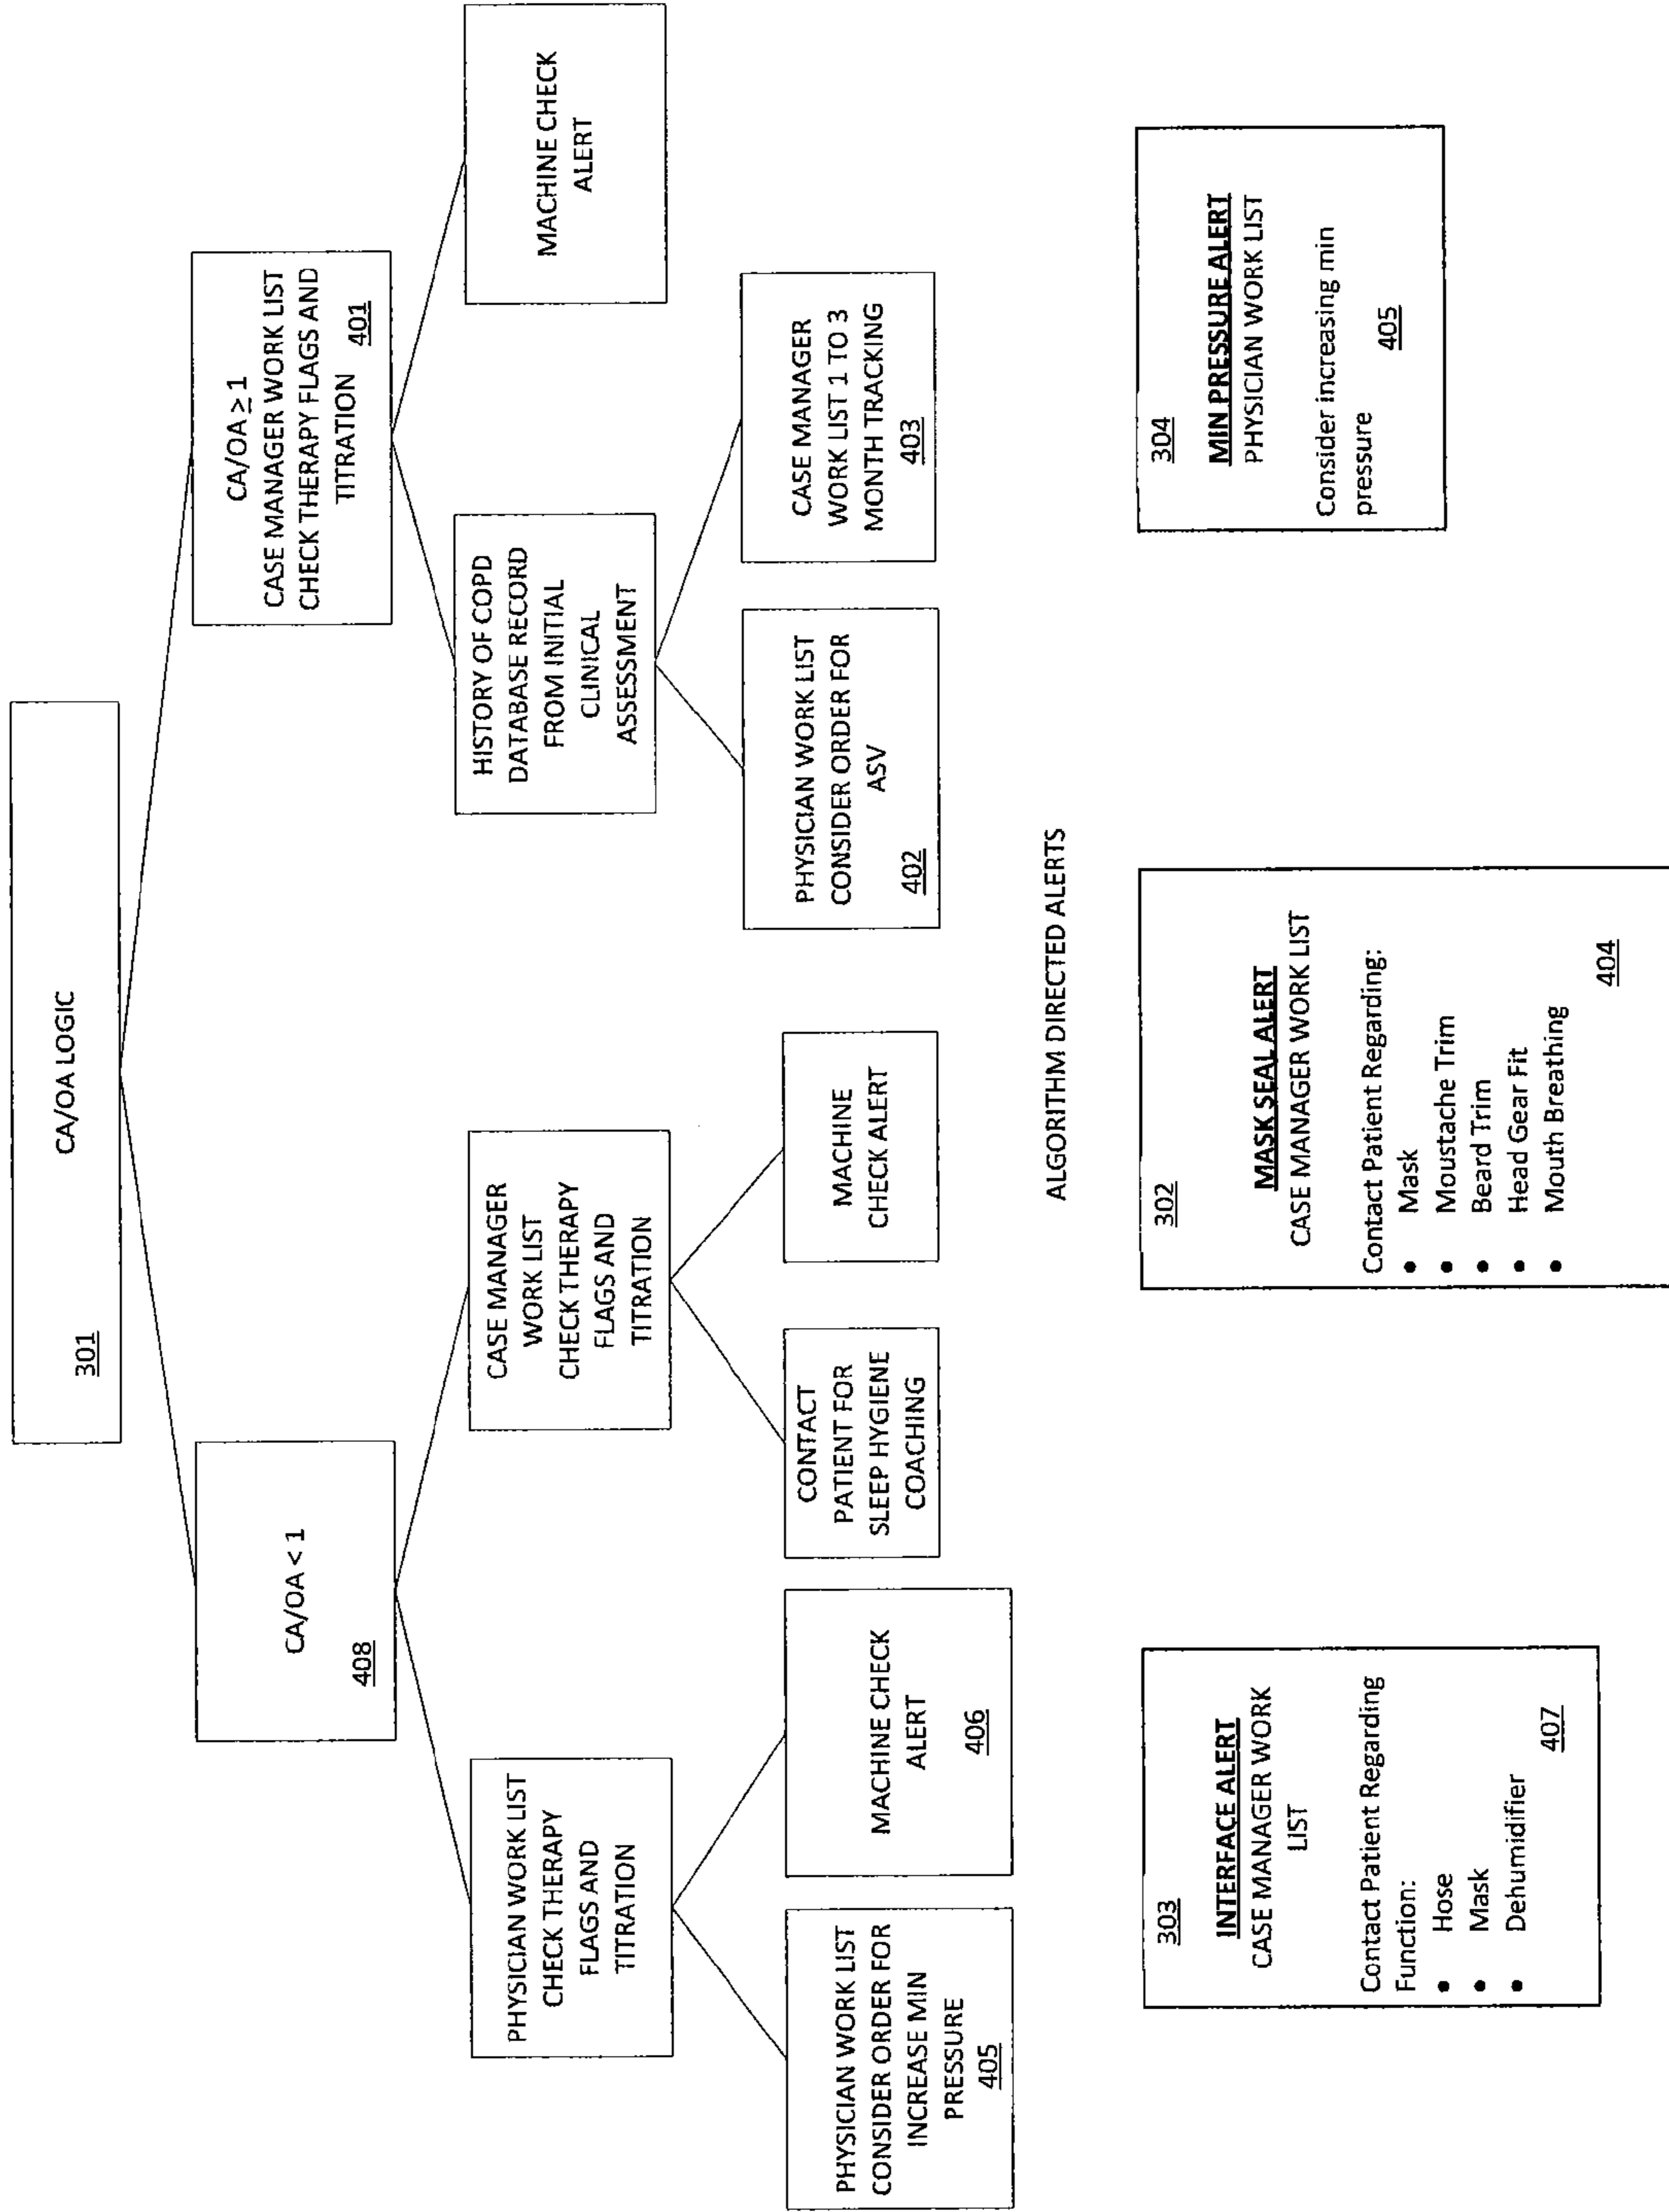 CA/OA LOGIC
301
CA/OA < 1
408
CA/OA ≥ 1
CASE MANAGER WORK LIST
CHECK THERAPY FLAGS AND
TITRATION
401
PHYSICIAN WORK LIST
CHECK THERAPY
FLAGS AND
TITRATION
CASE MANAGER
WORK LIST
CHECK THERAPY
FLAGS AND
TITRATION
HISTORY OF COPD
DATABASE RECORD
FROM INITIAL
CLINICAL
ASSESSMENT
MACHINE CHECK
ALERT
PHYSICIAN WORK LIST
CONSIDER ORDER FOR
INCREASE MIN
PRESSURE
405
MACHINE CHECK
ALERT
406
CONTACT
PATIENT FOR
SLEEP HYGIENE
COACHING
MACHINE
CHECK ALERT
PHYSICIAN WORK LIST
CONSIDER ORDER FOR
ASV
402
CASE MANAGER
WORK LIST 1 TO 3
MONTH TRACKING
403
ALGORITHM DIRECTED ALERTS
303
INTERFACE ALERT
CASE MANAGER WORK
LIST
Contact Patient Regarding
Function:
• Hose
• Mask
• Dehumidifier
407
302
MASK SEAL ALERT
CASE MANAGER WORK LIST
Contact Patient Regarding:
• Mask
• Moustache Trim
• Beard Trim
• Head Gear Fit
• Mouth Breathing
404
304
MIN PRESSURE ALERT
PHYSICIAN WORK LIST
Consider increasing min
pressure
405